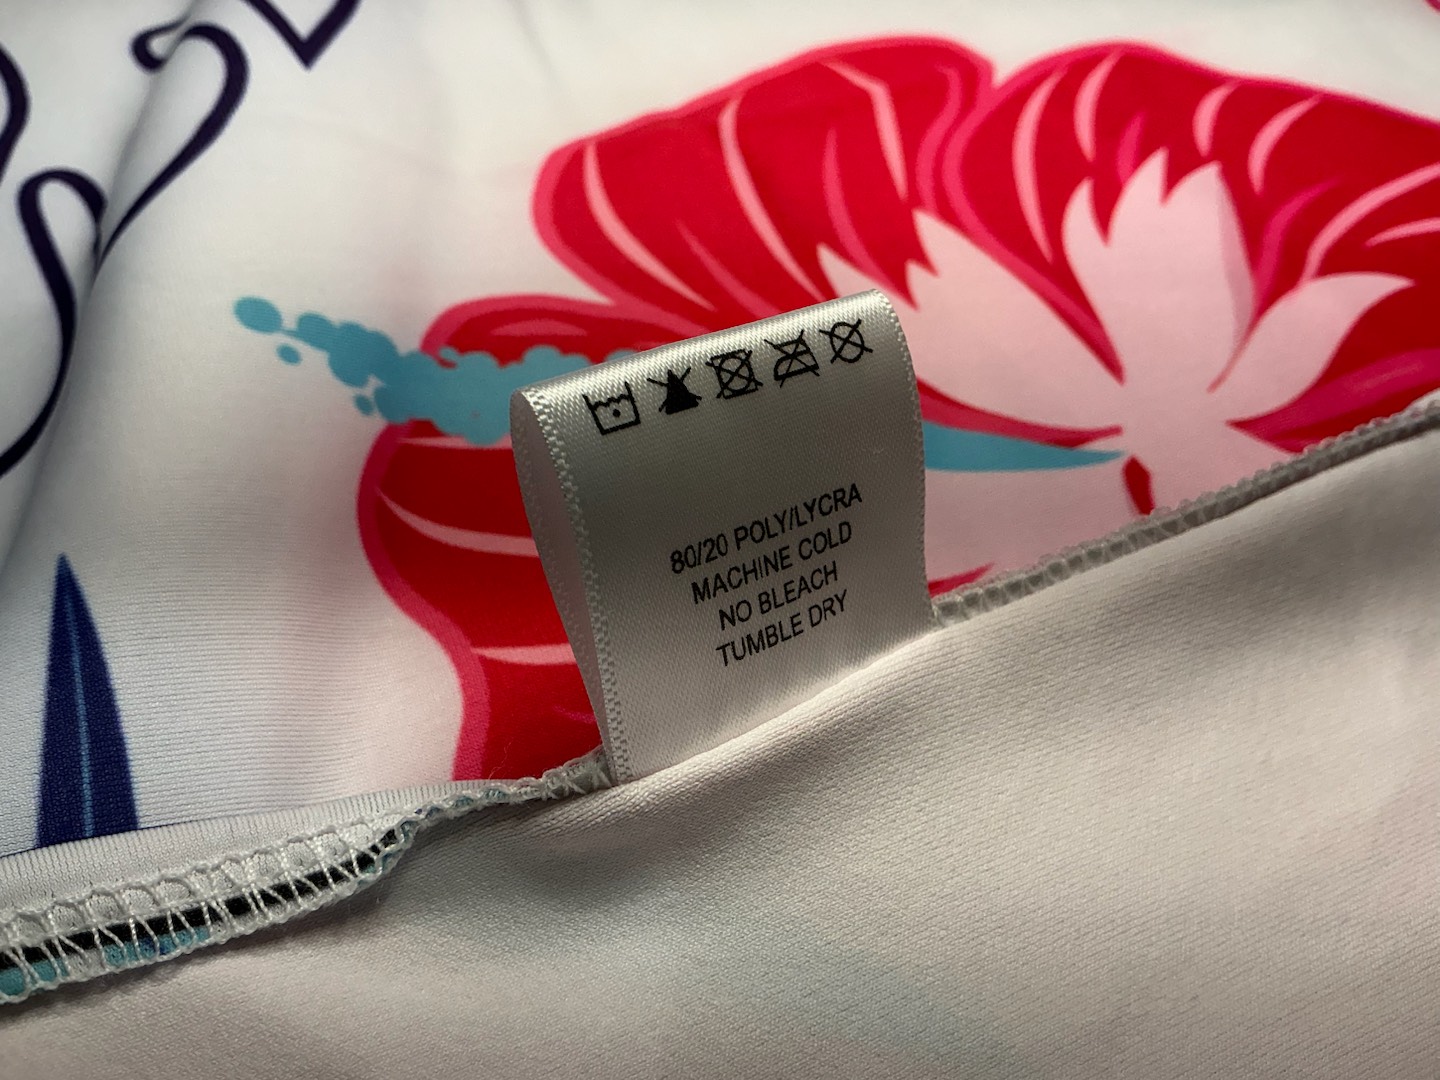 80/20 POLY/LYCRA
MACHINE COLD
NO BLEACH
TUMBLE DRY